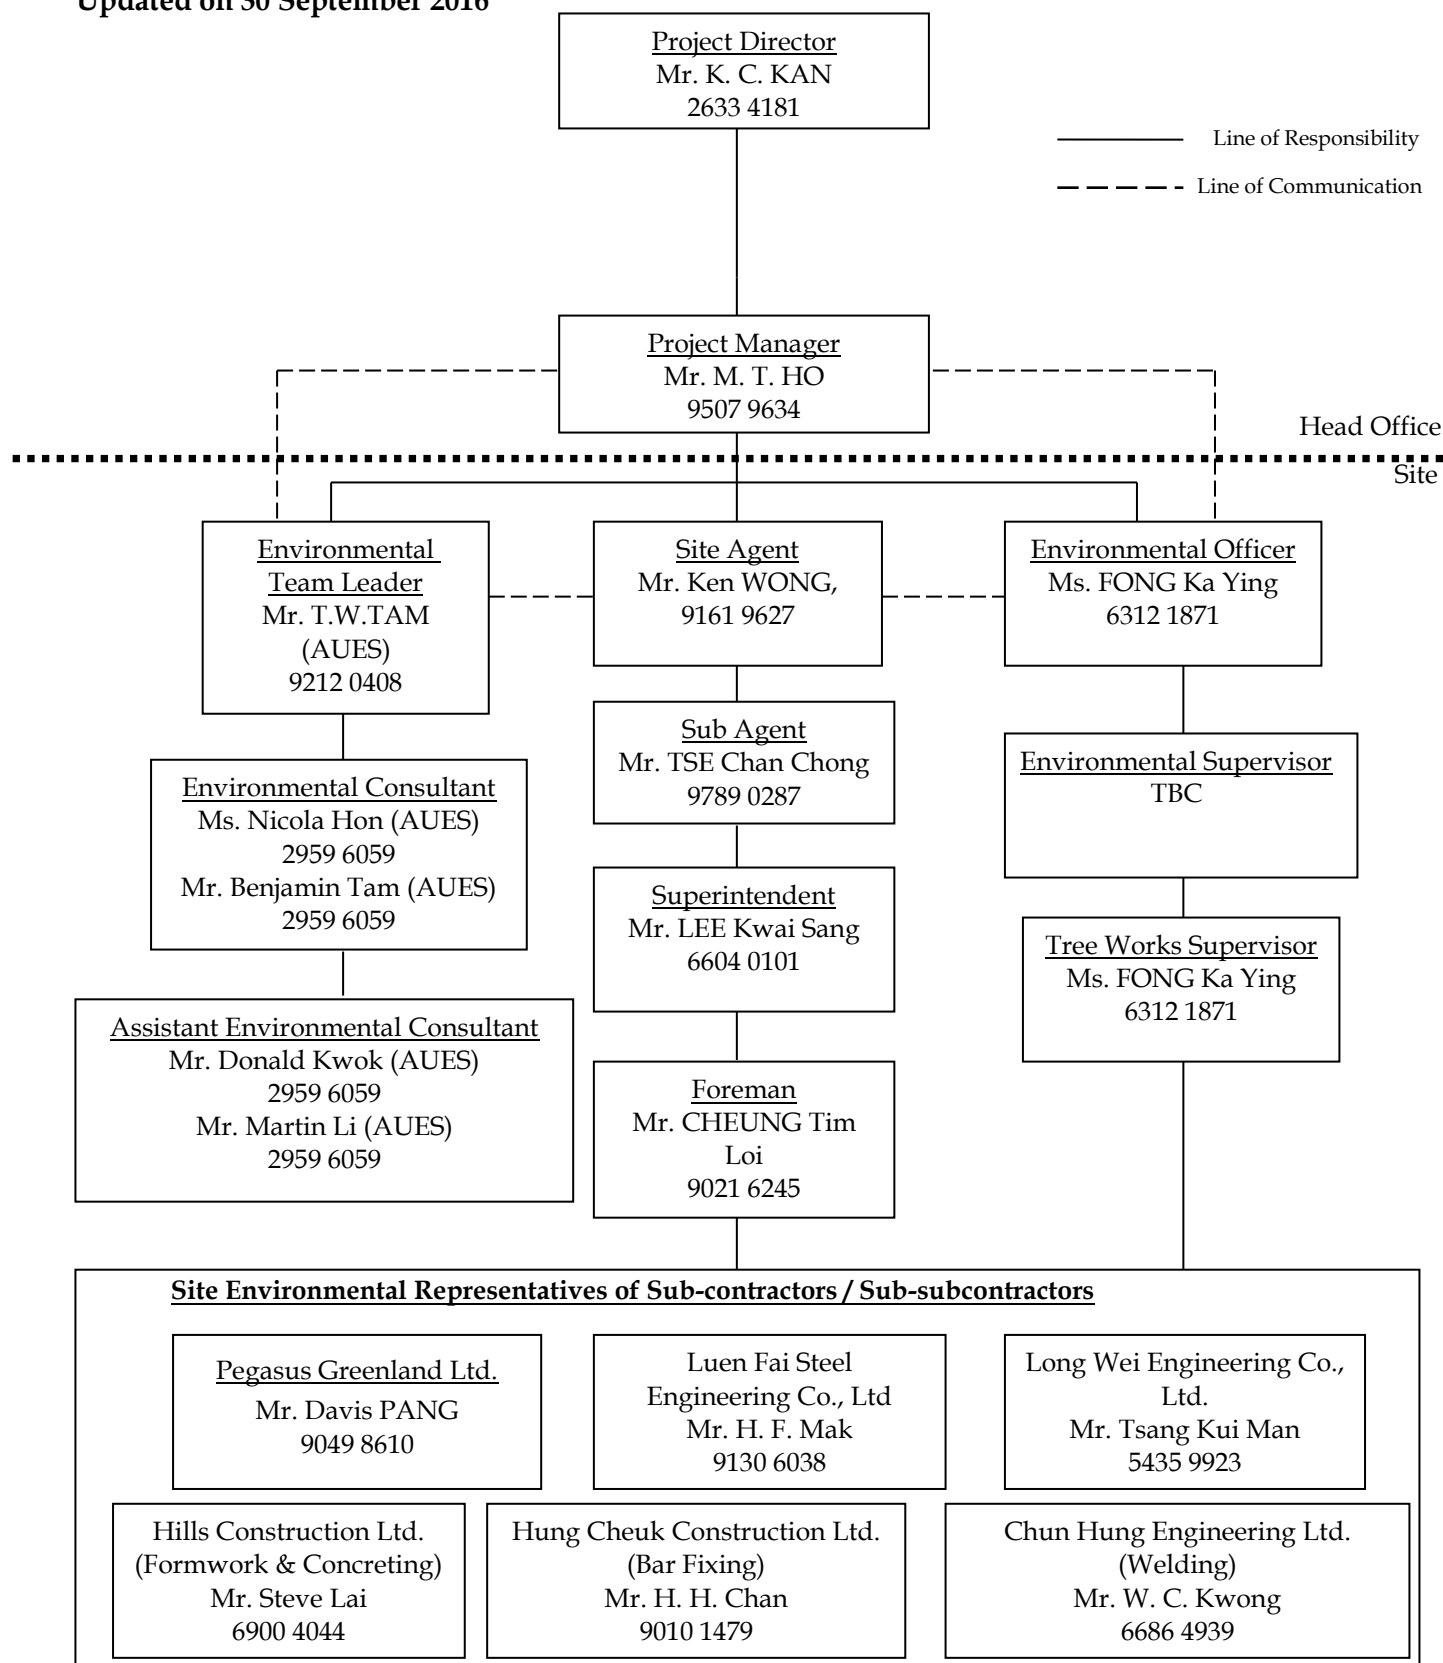 Updated on 30 September 2016
Project Director
Mr. K. C. KAN
2633 4181
Line of Responsibility
Line of Communication
Project Manager
Mr. M. T. HO
9507 9634
Head Office
Site
Environmental
Team Leader
Mr. T.W.TAM
(AUES)
9212 0408
Site Agent
Mr. Ken WONG,
9161 9627
Environmental Officer
Ms. FONG Ka Ying
6312 1871
Sub Agent
Mr. TSE Chan Chong
9789 0287
Environmental Supervisor
TBC
Environmental Consultant
Ms. Nicola Hon (AUES)
2959 6059
Mr. Benjamin Tam (AUES)
2959 6059
Superintendent
Mr. LEE Kwai Sang
6604 0101
Tree Works Supervisor
Ms. FONG Ka Ying
6312 1871
Assistant Environmental Consultant
Mr. Donald Kwok (AUES)
2959 6059
Mr. Martin Li (AUES)
2959 6059
Foreman
Mr. CHEUNG Tim
Loi
9021 6245
Site Environmental Representatives of Sub-contractors / Sub-subcontractors
Pegasus Greenland Ltd.
Mr. Davis PANG
9049 8610
Luen Fai Steel
Engineering Co., Ltd
Mr. H. F. Mak
9130 6038
Long Wei Engineering Co.,
Ltd.
Mr. Tsang Kui Man
5435 9923
Hills Construction Ltd.
(Formwork & Concreting)
Mr. Steve Lai
6900 4044
Hung Cheuk Construction Ltd.
(Bar Fixing)
Mr. H. H. Chan
9010 1479
Chun Hung Engineering Ltd.
(Welding)
Mr. W. C. Kwong
6686 4939